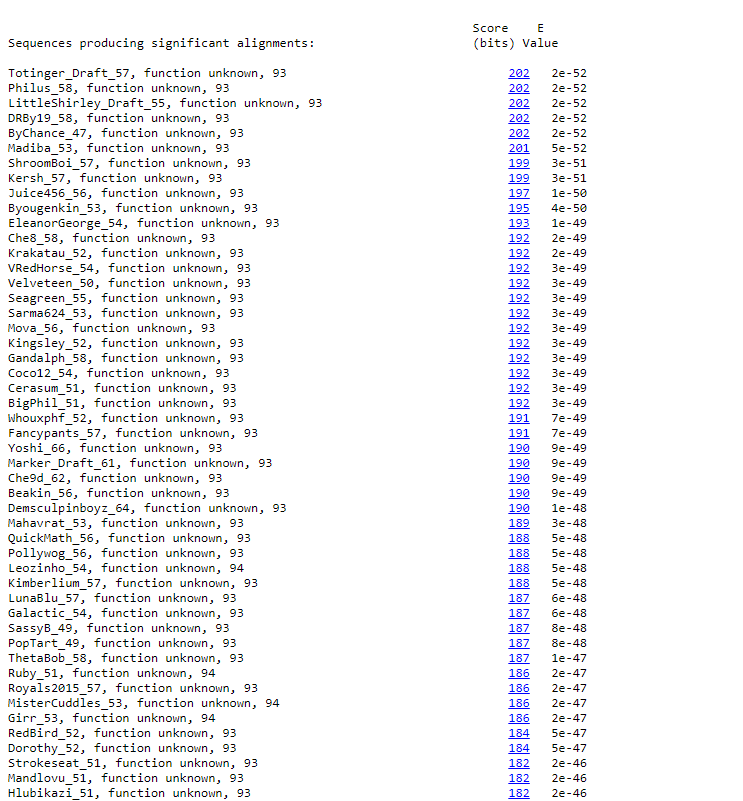 Score E
Sequences producing significant alignments: (bits) Value
Totinger_Draft_57, function unknown, 93 202 2e-52
Philus_58, function unknown, 93 202 2e-52
LittleShirley_Draft_55, function unknown, 93 202 2e-52
DRBy19_58, function unknown, 93 202 2e-52
ByChance_47, function unknown, 93 202 2e-52
Madiba_53, function unknown, 93 201 5e-52
ShroomBoi_57, function unknown, 93 199 3e-51
Kersh_57, function unknown, 93 199 3e-51
Juice456_56, function unknown, 93 197 1e-50
Byougenkin_53, function unknown, 93 195 4e-50
EleanorGeorge_54, function unknown, 93 193 1e-49
Che8_58, function unknown, 93 192 2e-49
Krakatau_52, function unknown, 93 192 2e-49
VRedHorse_54, function unknown, 93 192 3e-49
Velveteen_50, function unknown, 93 192 3e-49
Seagreen_55, function unknown, 93 192 3e-49
Sarma624_53, function unknown, 93 192 3e-49
Mova_56, function unknown, 93 192 3e-49
Kingsley_52, function unknown, 93 192 3e-49
Gandalph_58, function unknown, 93 192 3e-49
Coco12_54, function unknown, 93 192 3e-49
Cerasum_51, function unknown, 93 192 3e-49
BigPhil_51, function unknown, 93 192 3e-49
Whouxphf_52, function unknown, 93 191 7e-49
Fancypants_57, function unknown, 93 191 7e-49
Yoshi_66, function unknown, 93 190 9e-49
Marker_Draft_61, function unknown, 93 190 9e-49
Che9d_62, function unknown, 93 190 9e-49
Beakin_56, function unknown, 93 190 9e-49
Demsculpinboyz_64, function unknown, 93 190 1e-48
Mahavrat_53, function unknown, 93 189 3e-48
QuickMath_56, function unknown, 93 188 5e-48
Pollywog_56, function unknown, 93 188 5e-48
Leozinho_54, function unknown, 94 188 5e-48
Kimberlium_57, function unknown, 93 188 5e-48
LunaBlu_57, function unknown, 93 187 6e-48
Galactic_54, function unknown, 93 187 6e-48
SassyB_49, function unknown, 93 187 8e-48
PopTart_49, function unknown, 93 187 8e-48
ThetaBob_58, function unknown, 93 187 1e-47
Ruby_51, function unknown, 94 186 2e-47
Royals2015_57, function unknown, 93 186 2e-47
MisterCuddles_53, function unknown, 94 186 2e-47
Girr_53, function unknown, 94 186 2e-47
RedBird_52, function unknown, 93 184 5e-47
Dorothy_52, function unknown, 93 184 5e-47
Strokeseat_51, function unknown, 93 182 2e-46
Mandlovu_51, function unknown, 93 182 2e-46
Hlubikazi_51, function unknown, 93 182 2e-46